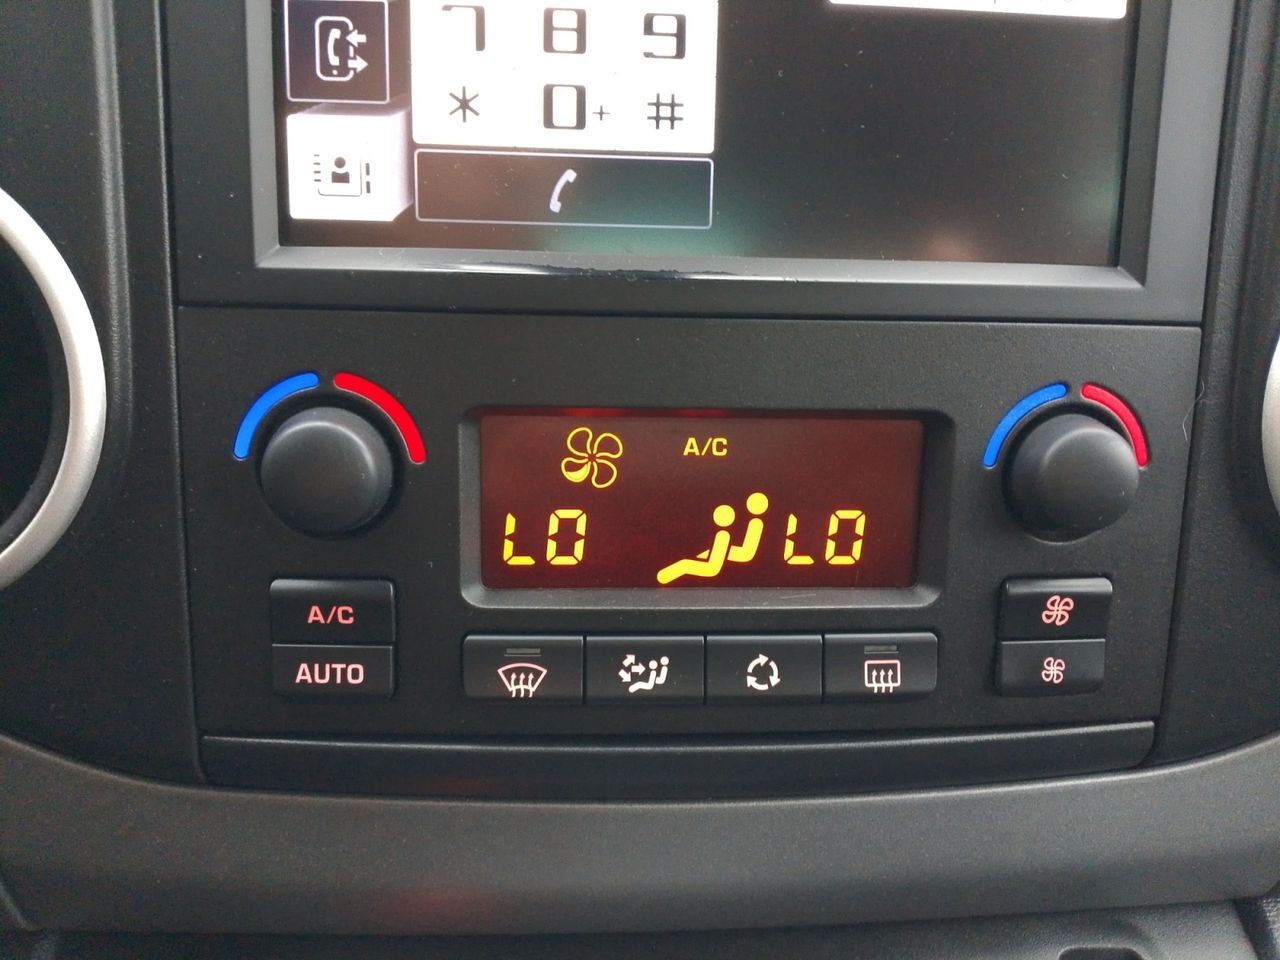 7 8 9
* 0+ #
A/C
LO LO
A/C
AUTO